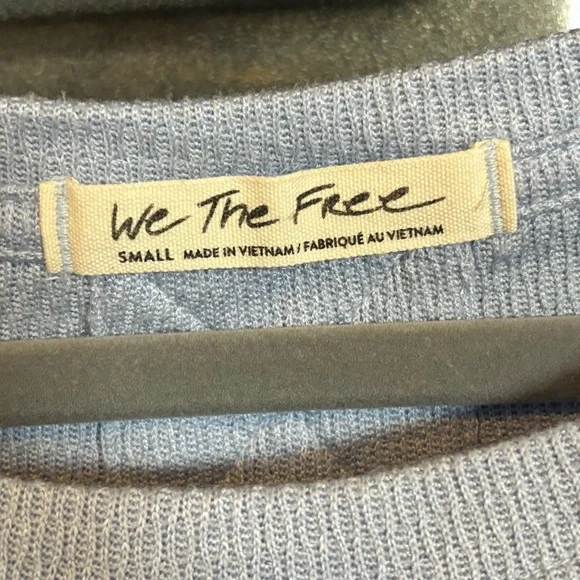 We The Free
SMALL MADE IN VIETNAM / FABRIQUÉ AU VIETNAM